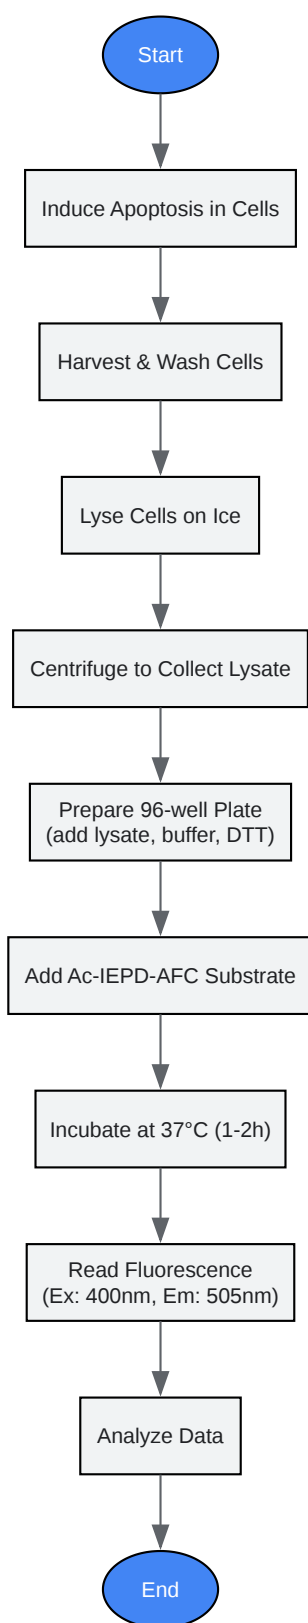 Start
Induce Apoptosis in Cells
Harvest & Wash Cells
Lyse Cells on Ice
Centrifuge to Collect Lysate
Prepare 96-well Plate
(add lysate, buffer, DTT)
Add Ac-IEPD-AFC Substrate
Incubate at 37°C (1-2h)
Read Fluorescence
(Ex: 400nm, Em: 505nm)
Analyze Data
End